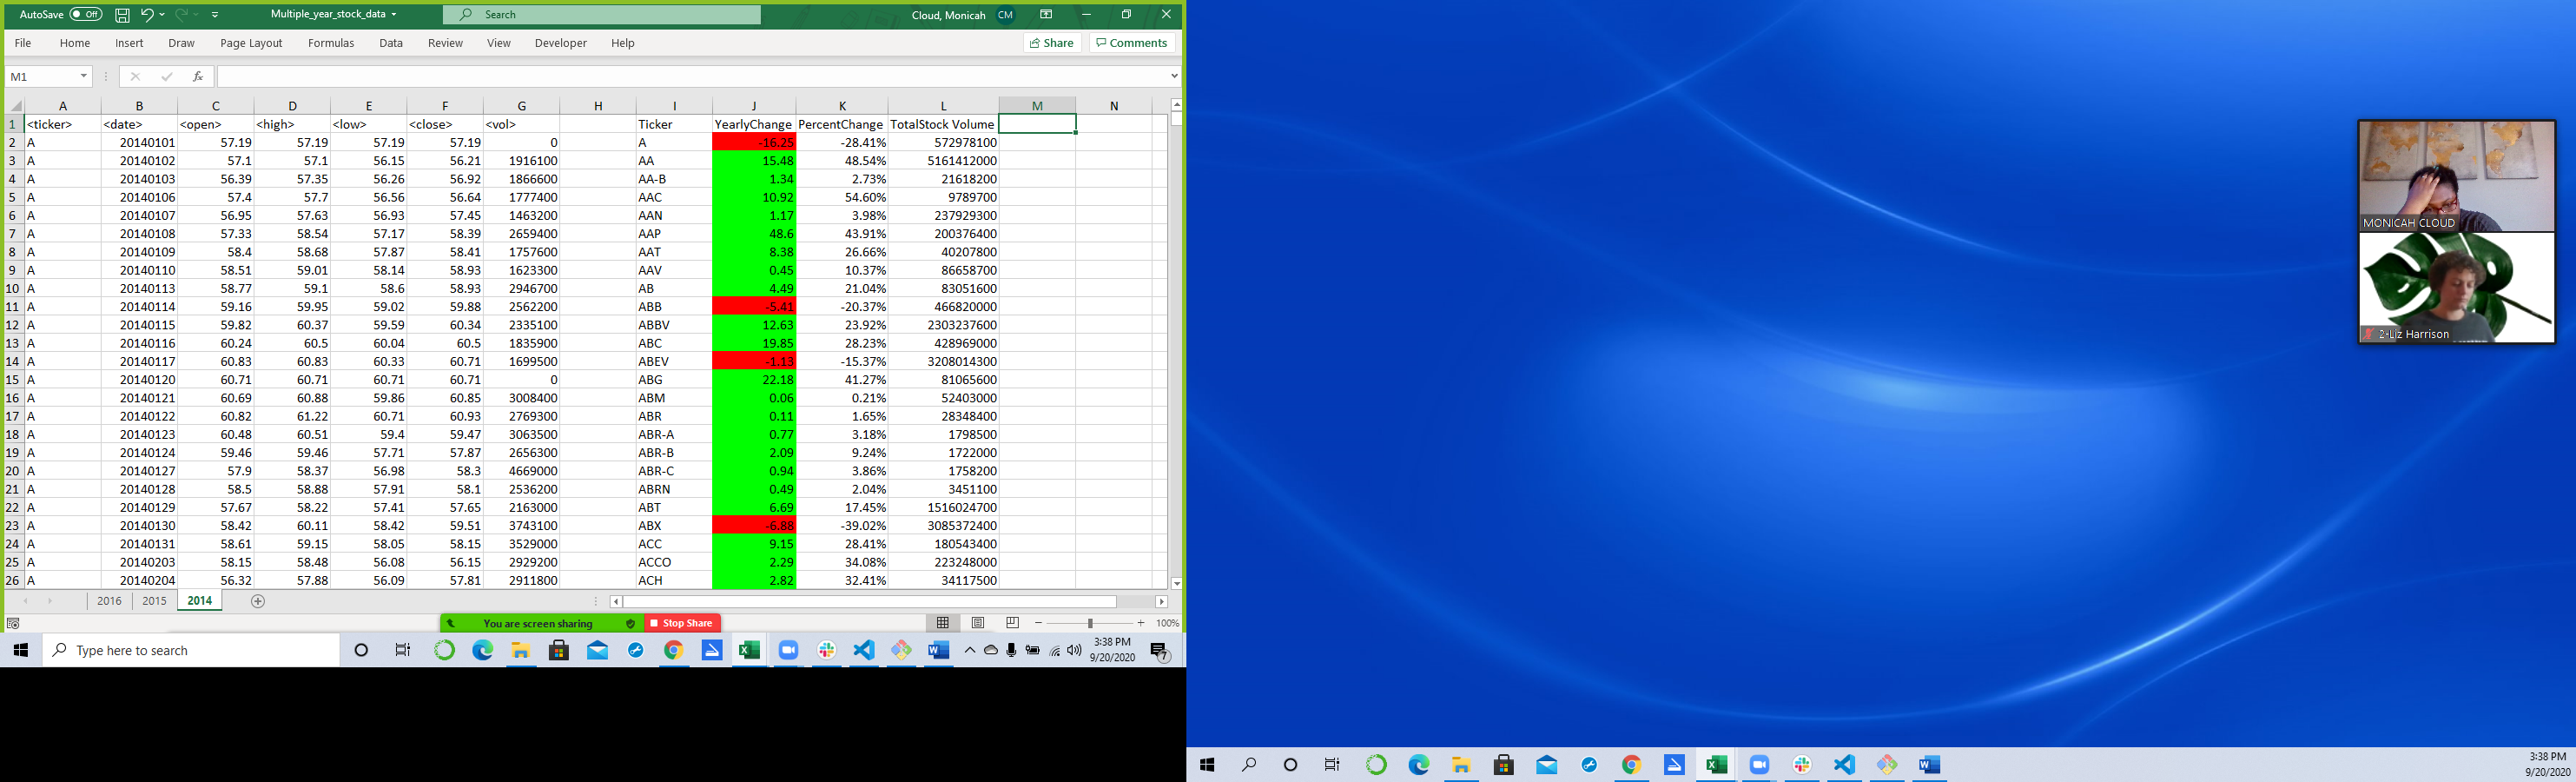 AutoSave Off Multiple_year_stock_data Search Cloud, Monicah CM
File Home Insert Draw Page Layout Formulas Data Review View Developer Help Share Comments
M1 fx
A B C D E F G H I J K L M N
1 <ticker> <date> <open> <high> <low> <close> <vol> Ticker YearlyChange PercentChange TotalStock Volume
2 A 20140101 57.19 57.19 57.19 57.19 0 A -16.25 -28.41% 572978100
3 A 20140102 57.1 57.1 56.15 56.21 1916100 AA 15.48 48.54% 5161412000
4 A 20140103 56.39 57.35 56.26 56.92 1866600 AA-B 1.34 2.73% 21618200
5 A 20140106 57.4 57.7 56.56 56.64 1777400 AAC 10.92 54.60% 9789700
6 A 20140107 56.95 57.63 56.93 57.45 1463200 AAN 1.17 3.98% 237929300
7 A 20140108 57.33 58.54 57.17 58.39 2659400 AAP 48.6 43.91% 200376400
8 A 20140109 58.4 58.68 57.87 58.41 1757600 AAT 8.38 26.66% 40207800
9 A 20140110 58.51 59.01 58.14 58.93 1623300 AAV 0.45 10.37% 86658700
10 A 20140113 58.77 59.1 58.6 58.93 2946700 AB 4.49 21.04% 83051600
11 A 20140114 59.16 59.95 59.02 59.88 2562200 ABB -5.41 -20.37% 466820000
12 A 20140115 59.82 60.37 59.59 60.34 2335100 ABBV 12.63 23.92% 2303237600
13 A 20140116 60.24 60.5 60.04 60.5 1835900 ABC 19.85 28.23% 428969000
14 A 20140117 60.83 60.83 60.33 60.71 1699500 ABEV -1.13 -15.37% 3208014300
15 A 20140120 60.71 60.71 60.71 60.71 0 ABG 22.18 41.27% 81065600
16 A 20140121 60.69 60.88 59.86 60.85 3008400 ABM 0.06 0.21% 52403000
17 A 20140122 60.82 61.22 60.71 60.93 2769300 ABR 0.11 1.65% 28348400
18 A 20140123 60.48 60.51 59.4 59.47 3063500 ABR-A 0.77 3.18% 1798500
19 A 20140124 59.46 59.46 57.71 57.87 2656300 ABR-B 2.09 9.24% 1722000
20 A 20140127 57.9 58.37 56.98 58.3 4669000 ABR-C 0.94 3.86% 1758200
21 A 20140128 58.5 58.88 57.91 58.1 2536200 ABRN 0.49 2.04% 3451100
22 A 20140129 57.67 58.22 57.41 57.65 2163000 ABT 6.69 17.45% 1516024700
23 A 20140130 58.42 60.11 58.42 59.51 3743100 ABX -6.88 -39.02% 3085372400
24 A 20140131 58.61 59.15 58.05 58.15 3529000 ACC 9.15 28.41% 180543400
25 A 20140203 58.15 58.48 56.08 56.15 2929200 ACCO 2.29 34.08% 223248000
26 A 20140204 56.32 57.88 56.09 57.81 2911800 ACH 2.82 32.41% 34117500
2016 2015 2014
You are screen sharing Stop Share
100%
Type here to search
3:38 PM
9/20/2020
7
MONICAH CLOUD
2-Liz Harrison
3:38 PM
9/20/2020